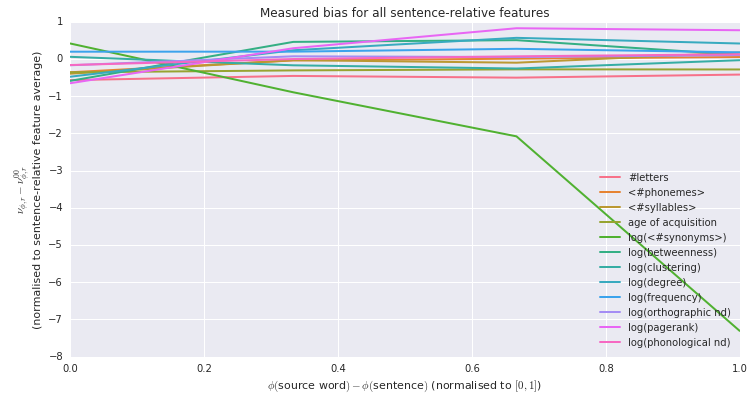 Measured bias for all sentence-relative features
1
0
−1
−2
−3
−4
−5
−6
−7
−8
0.0
0.2
0.4
0.6
0.8
1.0
ν_{φ,r} − ν_{φ,r}^{00}
(normalised to sentence-relative feature average)
φ(source word) − φ(sentence) (normalised to [0, 1])
#letters
<#phonemes>
<#syllables>
age of acquisition
log(<#synonyms>)
log(betweenness)
log(clustering)
log(degree)
log(frequency)
log(orthographic nd)
log(pagerank)
log(phonological nd)